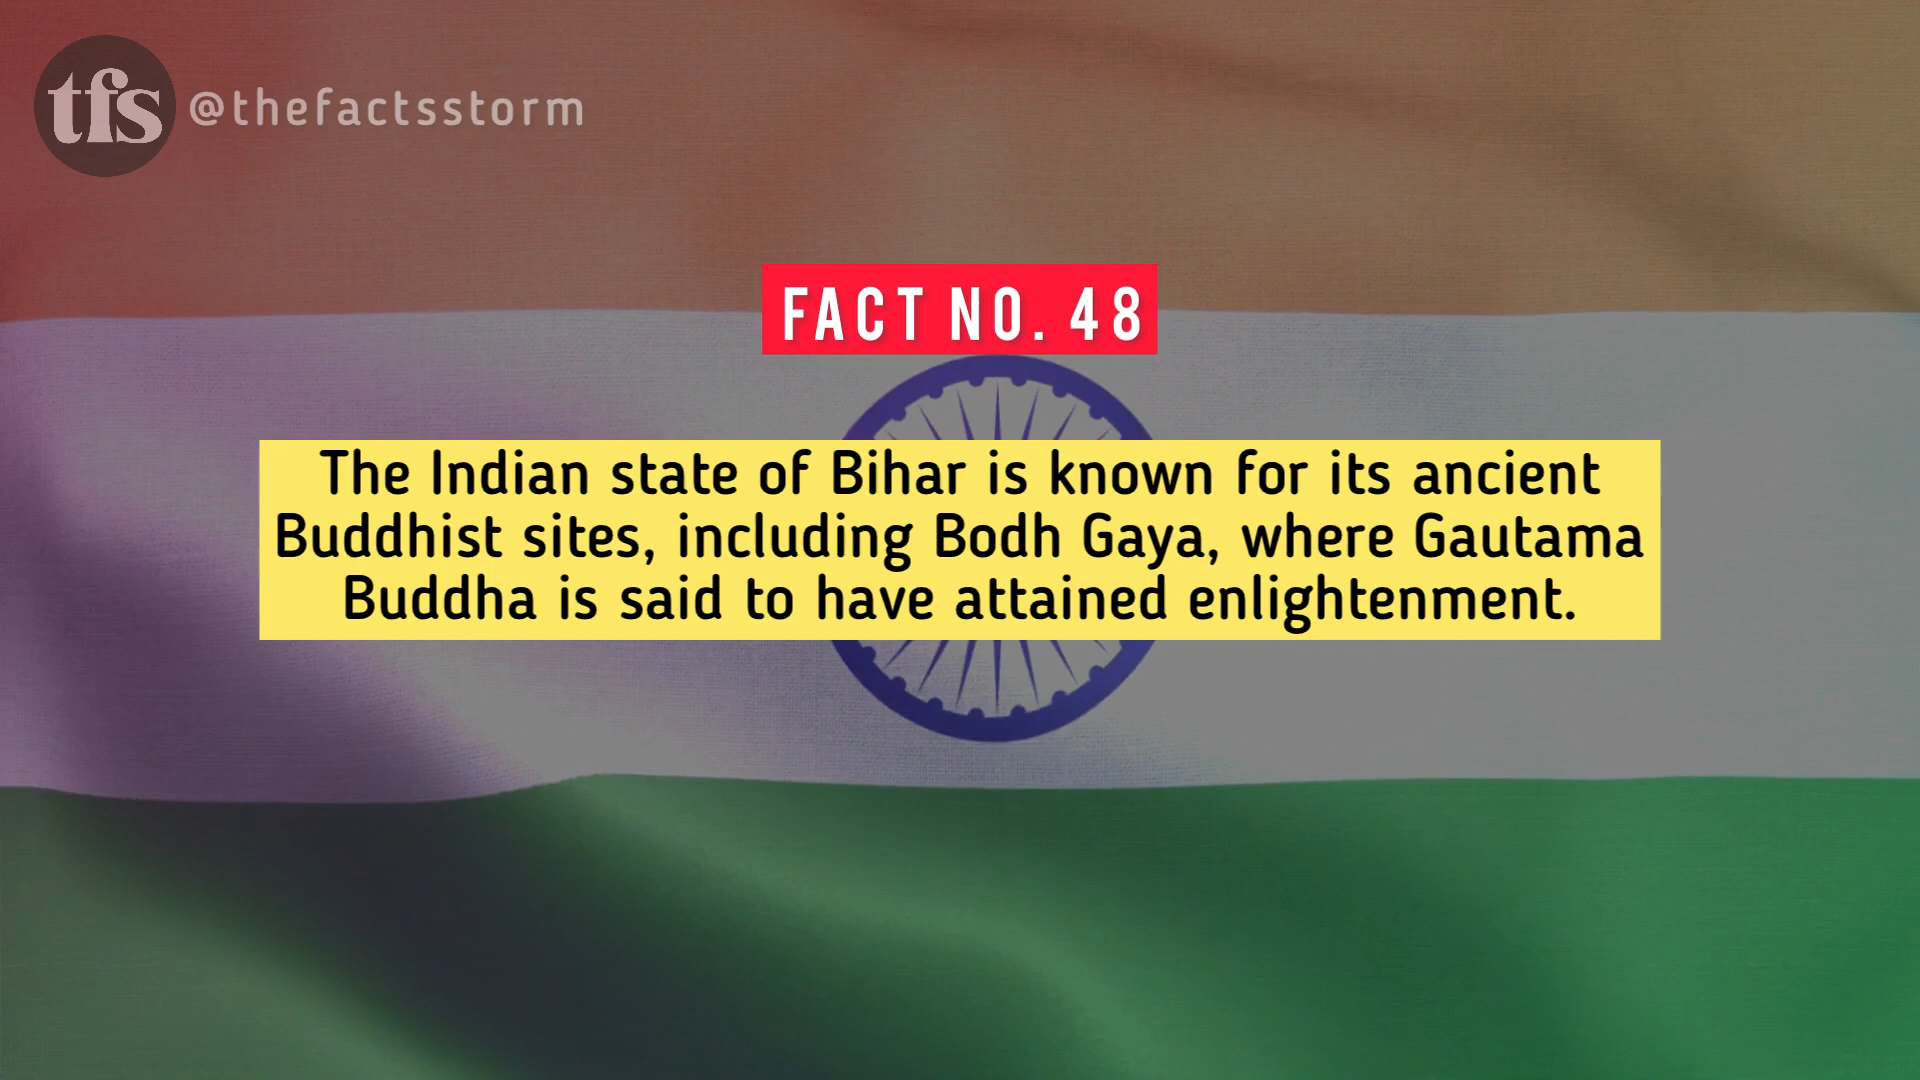 tfs @thefactsstorm
FACT NO. 48
The Indian state of Bihar is known for its ancient
Buddhist sites, including Bodh Gaya, where Gautama
Buddha is said to have attained enlightenment.